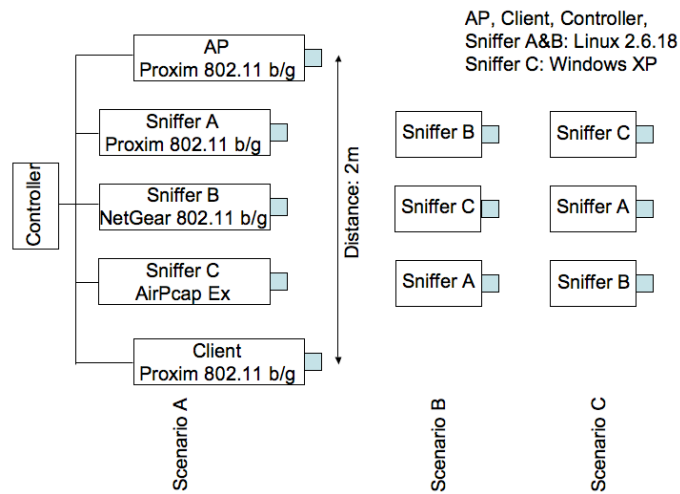 AP, Client, Controller,
Sniffer A&B: Linux 2.6.18
Sniffer C: Windows XP
AP
Proxim 802.11 b/g
Sniffer A
Proxim 802.11 b/g
Sniffer B
NetGear 802.11 b/g
Sniffer C
AirPcap Ex
Client
Proxim 802.11 b/g
Controller
Distance: 2m
Sniffer B
Sniffer C
Sniffer A
Sniffer C
Sniffer A
Sniffer B
Scenario A
Scenario B
Scenario C